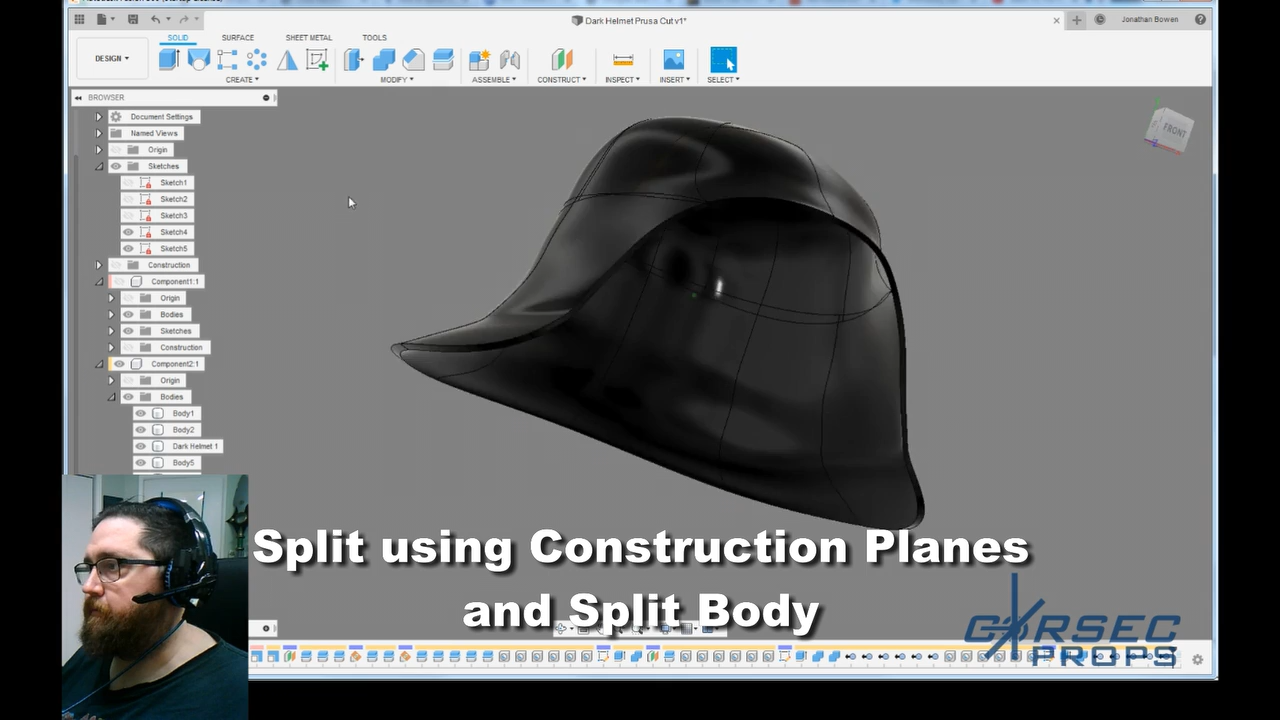 Dark Helmet Prusa Cut v1*
Jonathan Bowen
DESIGN
SOLID
SURFACE
SHEET METAL
TOOLS
CREATE
MODIFY
ASSEMBLE
CONSTRUCT
INSPECT
INSERT
SELECT
BROWSER
FRONT
Document Settings
Named Views
Origin
Sketches
Sketch1
Sketch2
Sketch3
Sketch4
Sketch5
Construction
Component1:1
Origin
Bodies
Sketches
Construction
Component2:1
Origin
Bodies
Body1
Body2
Dark Helmet 1
Body5
Split using Construction Planes
and Split Body
CORSEC
PROPS